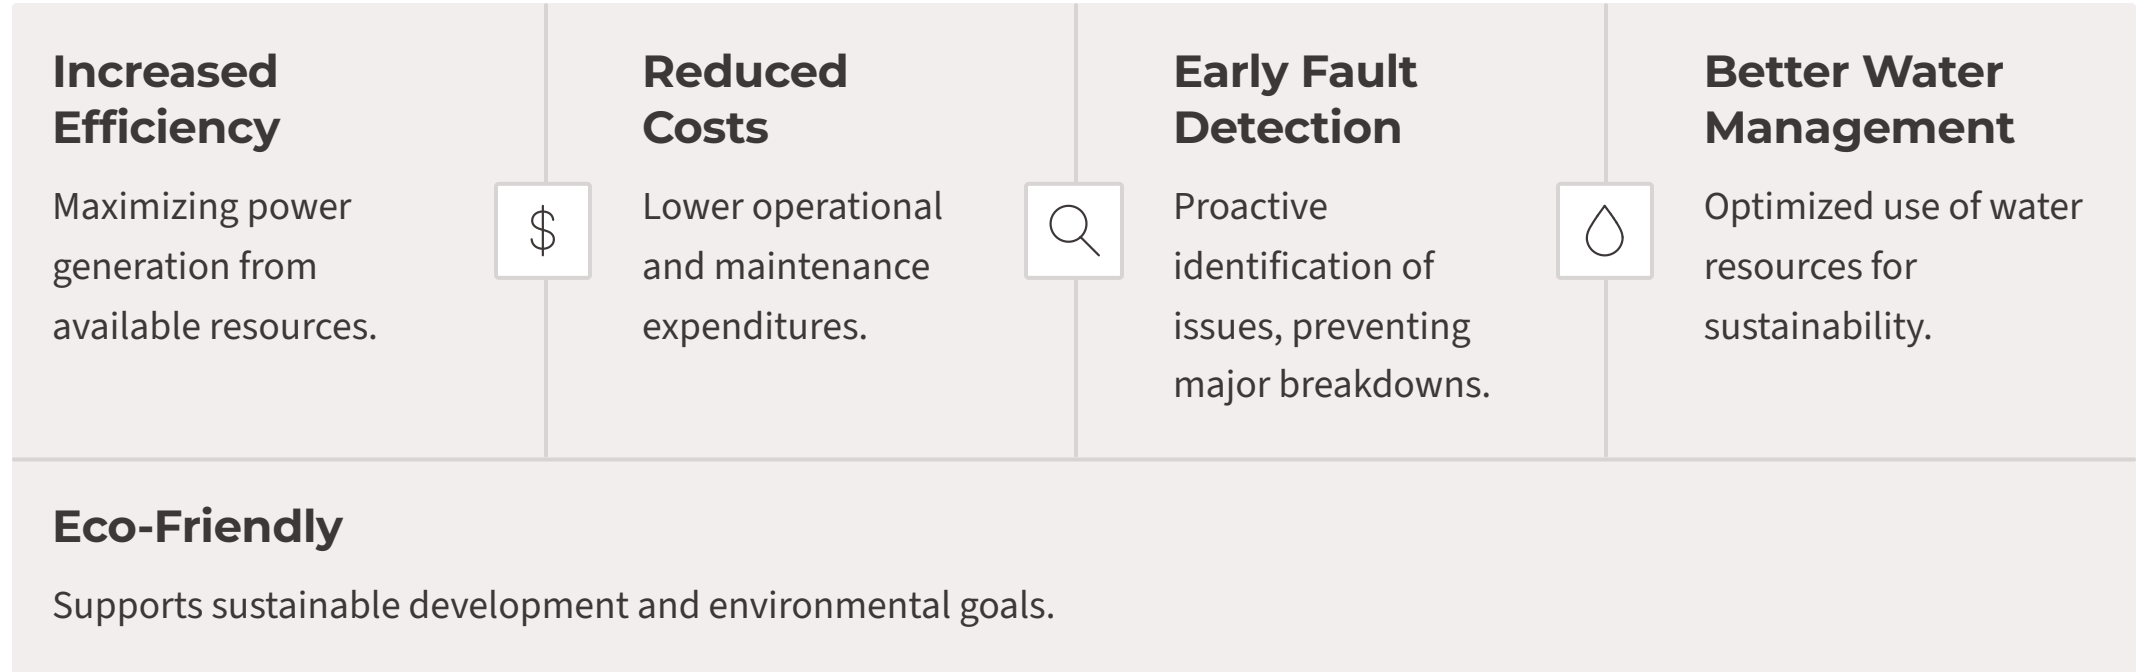 Increased
Efficiency
Maximizing power
generation from
available resources.
$
Reduced
Costs
Lower operational
and maintenance
expenditures.
Early Fault
Detection
Proactive
identification of
issues, preventing
major breakdowns.
Better Water
Management
Optimized use of water
resources for
sustainability.
Eco-Friendly
Supports sustainable development and environmental goals.